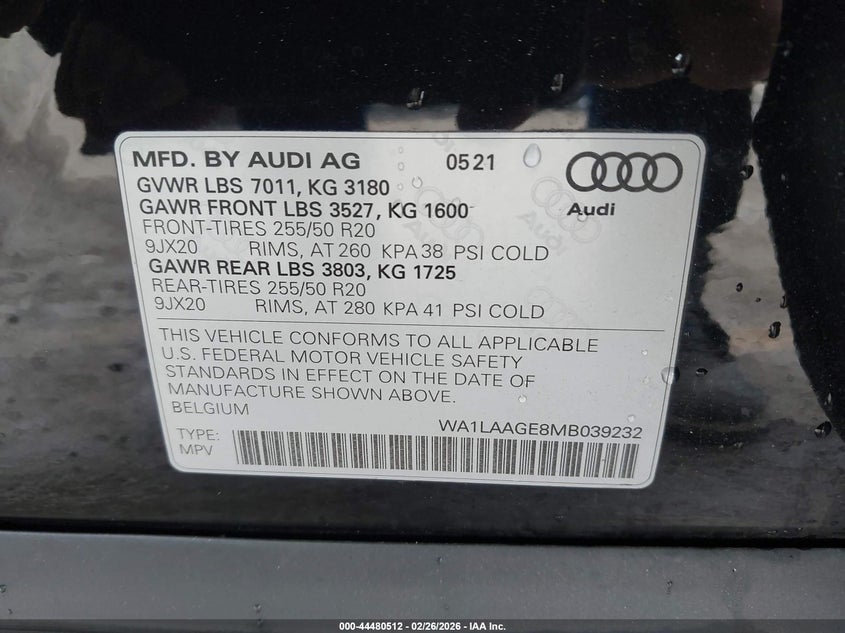 MFD. BY AUDI AG 0521
GVWR LBS 7011, KG 3180
GAWR FRONT LBS 3527, KG 1600 Audi
FRONT-TIRES 255/50 R20
9JX20 RIMS, AT 260 KPA 38 PSI COLD
GAWR REAR LBS 3803, KG 1725
REAR-TIRES 255/50 R20
9JX20 RIMS, AT 280 KPA 41 PSI COLD
THIS VEHICLE CONFORMS TO ALL APPLICABLE
U.S. FEDERAL MOTOR VEHICLE SAFETY
STANDARDS IN EFFECT ON THE DATE OF
MANUFACTURE SHOWN ABOVE.
BELGIUM WA1LAAGE8MB039232
TYPE:
MPV
000-44480512 | 02/26/2026 - IAA Inc.